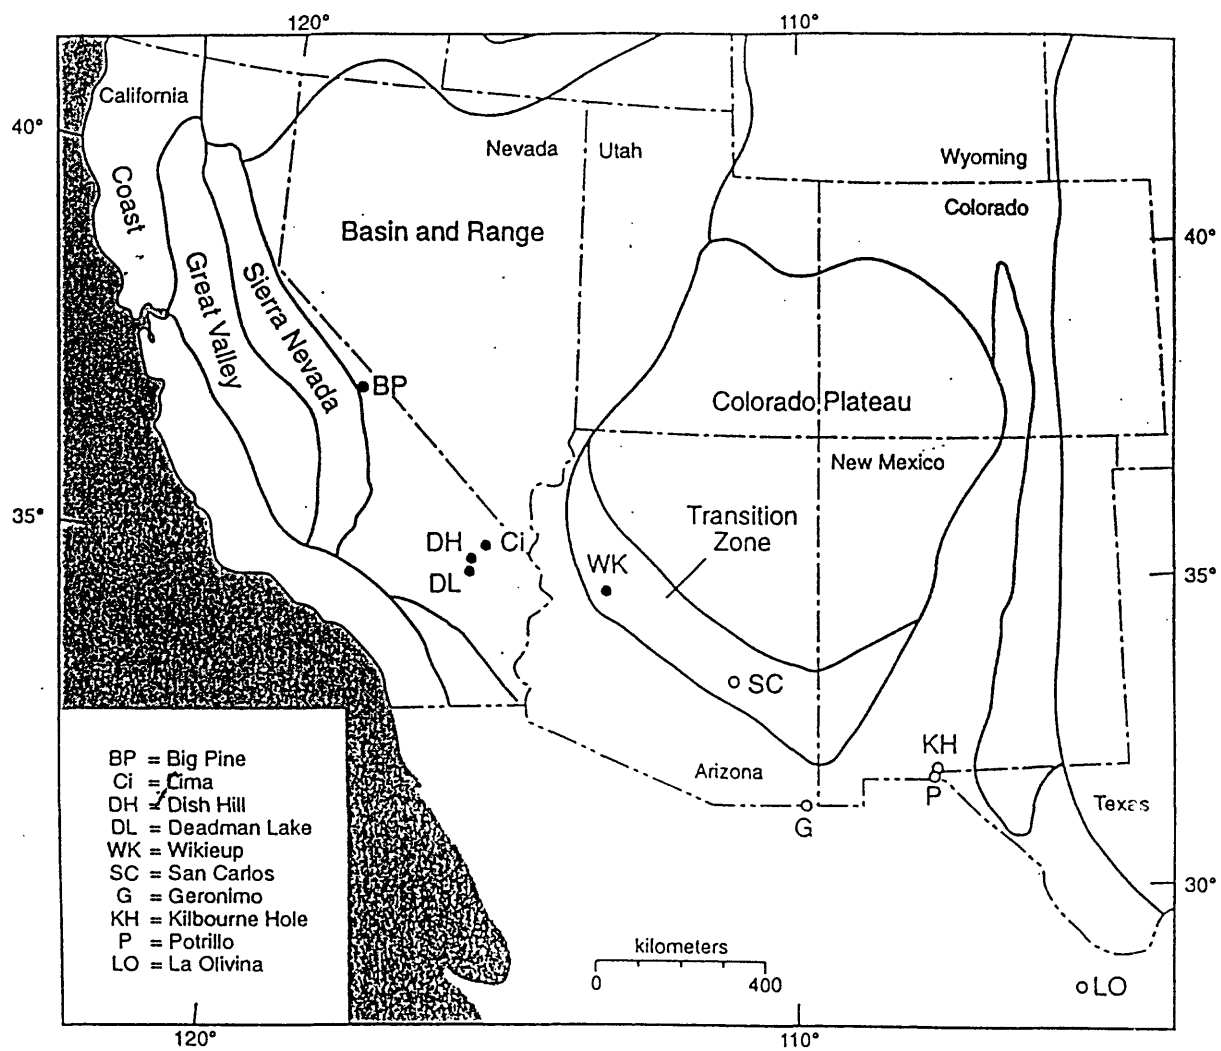 120°
110°
California
40°
Nevada
Utah
Wyoming
Coast
Colorado
Basin and Range
40°
Great Valley
Sierra Nevada
BP
Colorado Plateau
New Mexico
35°
Transition
Zone
DH
Ci
WK
35°
DL
SC
KH
BP = Big Pine
Ci = Cima
DH = Dish Hill
DL = Deadman Lake
WK = Wikieup
SC = San Carlos
G = Geronimo
KH = Kilbourne Hole
P = Potrillo
LO = La Olivina
Arizona
P
Texas
G
30°
kilometers
0
400
LO
120°
110°